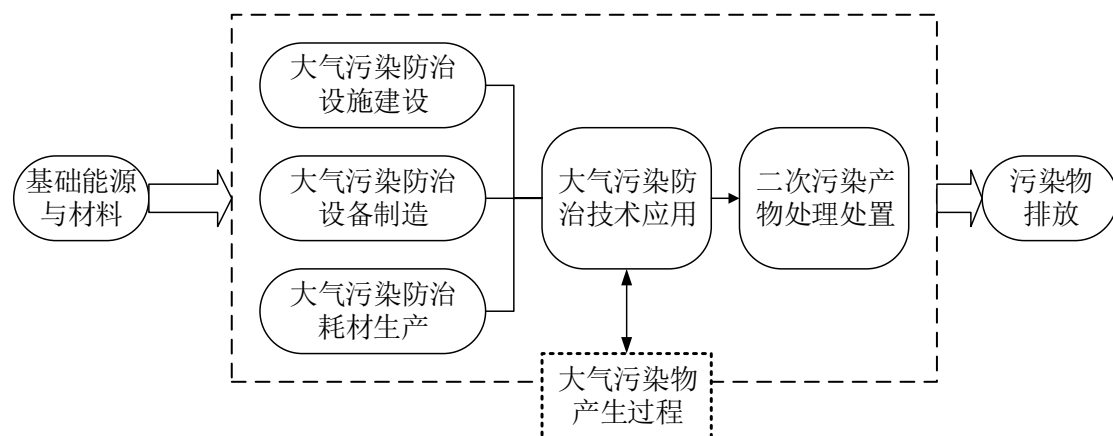 基础能源
与材料
大气污染防治
设施建设
大气污染防治
设备制造
大气污染防治
耗材生产
大气污染防
治技术应用
二次污染产
物处理处置
大气污染物
产生过程
污染物
排放